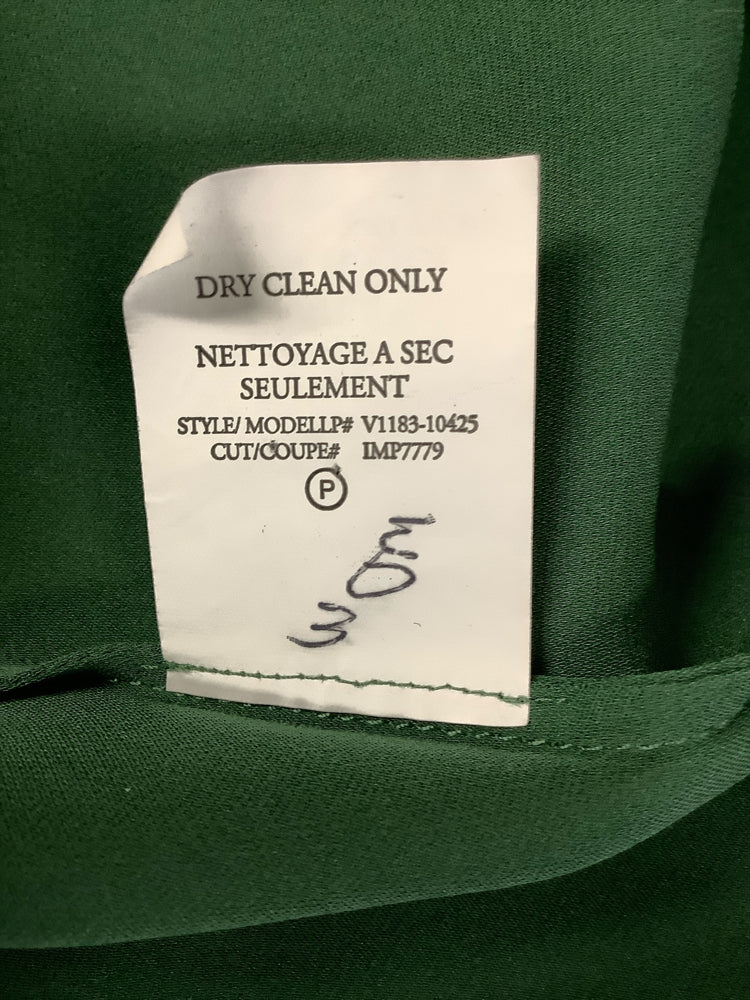 DRY CLEAN ONLY
NETTOYAGE A SEC
SEULEMENT
STYLE/ MODELLP# V1183-10425
CUT/COUPE# IMP7779
P